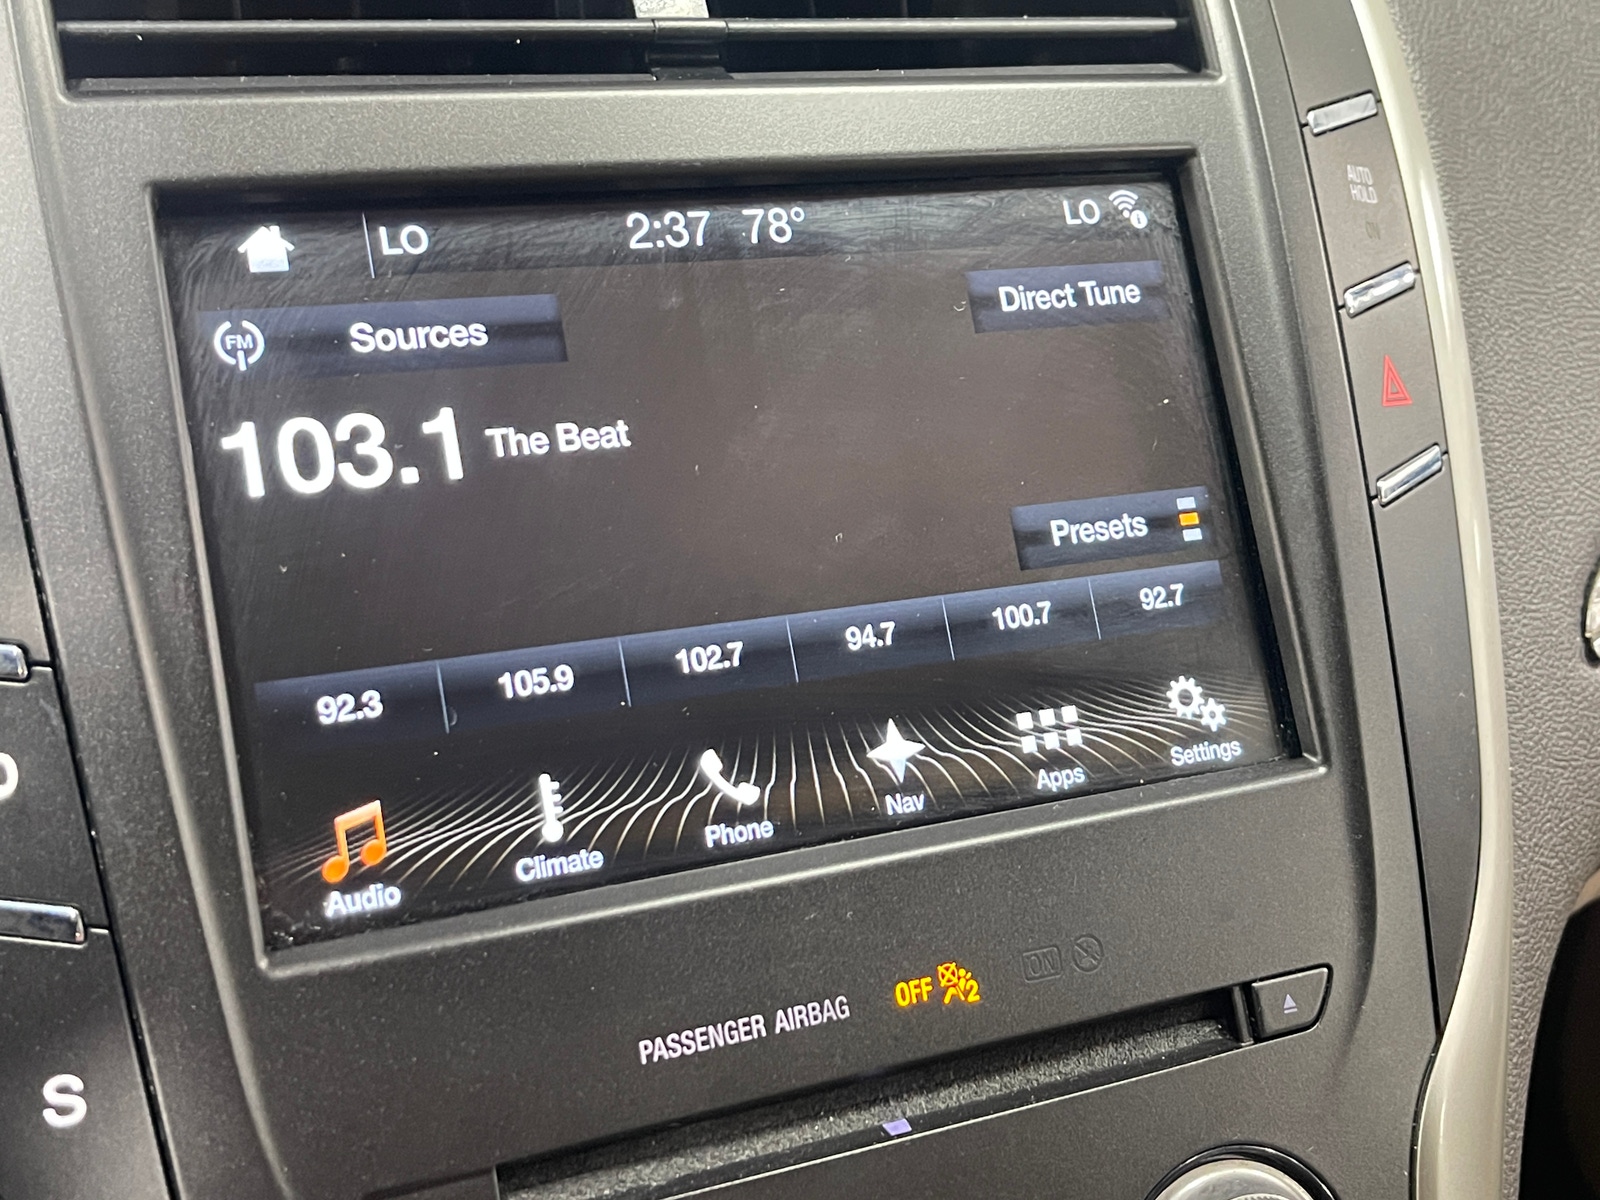 LO 2:37 78° LO
FM Sources Direct Tune
103.1 The Beat
Presets
92.3 105.9 102.7 94.7 100.7 92.7
Audio Climate Phone Nav Apps Settings
PASSENGER AIRBAG OFF 2 ON
AUTO
HOLD
S